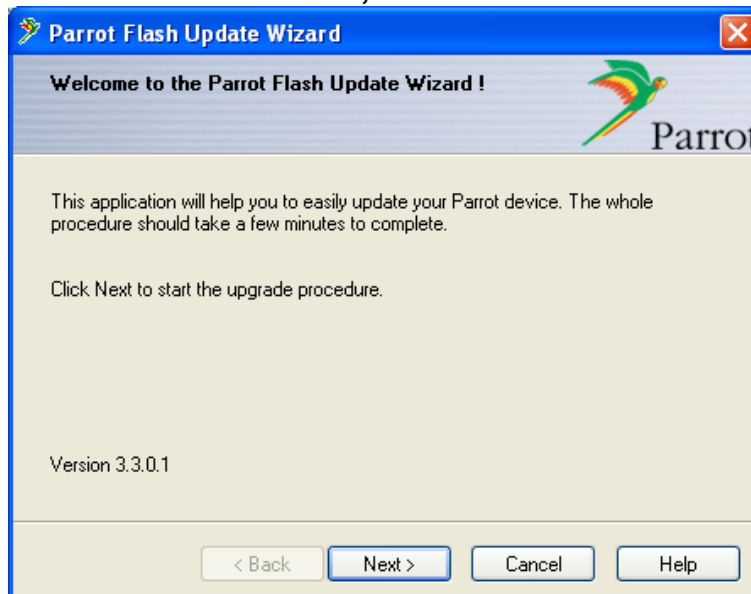 Parrot Flash Update Wizard
Welcome to the Parrot Flash Update Wizard !
Parrot
This application will help you to easily update your Parrot device. The whole
procedure should take a few minutes to complete.
Click Next to start the upgrade procedure.
Version 3.3.0.1
< Back Next > Cancel Help